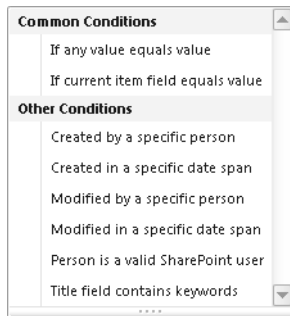 Common Conditions
If any value equals value
If current item field equals value
Other Conditions
Created by a specific person
Created in a specific date span
Modified by a specific person
Modified in a specific date span
Person is a valid SharePoint user
Title field contains keywords